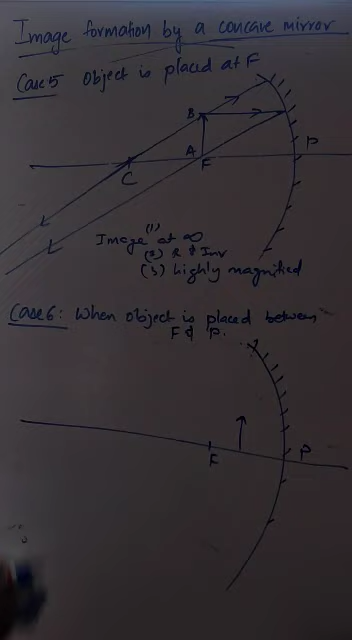 Image formation by a concave mirror
Case 5 Object is placed at F
B
P
A
F
C
(1)
Image at ∞
(2) R & Inv
(3) highly magnified
Case 6: When object is placed between
F & P.
F
P